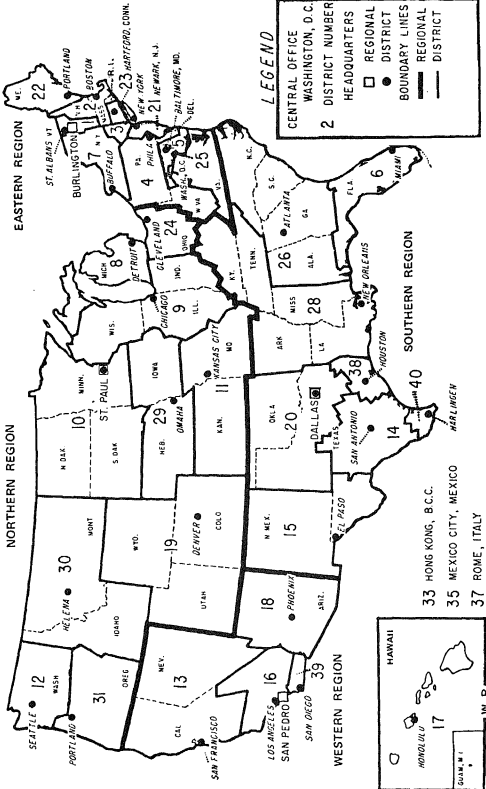 NORTHERN REGION
EASTERN REGION
SOUTHERN REGION
WESTERN REGION
SEATTLE
12
WASH
PORTLAND
31
OREG
HELENA
30
MONT
IDAHO
N DAK
10
MINN.
S. DAK
ST. PAUL
WIS.
MICH
8
DETROIT
WYO.
19
UTAH
DENVER
COLO
NEB.
29
OMAHA
IOWA
KAN.
11
KANSAS CITY
MO
CHICAGO
9
ILL.
IND.
CLEVELAND
24
OHIO
KY.
NEV.
13
CAL
SAN FRANCISCO
LOS ANGELES
16
SAN PEDRO
39
SAN DIEGO
18
PHOENIX
ARIZ.
N MEX.
15
EL PASO
OKLA
20
DALLAS
TEXAS
SAN ANTONIO
14
38
HOUSTON
40
HARLINGEN
ARK
LA
MISS
28
NEW ORLEANS
TENN.
26
ALA.
ATLANTA
GA
S.C.
N.C.
FLA.
6
MIAMI
ME.
22
PORTLAND
ST. ALBANS VT
BURLINGTON
N H
2
BOSTON
MASS
R.I.
23 HARTFORD, CONN.
7
N Y
BUFFALO
3
NEW YORK
21 NEWARK, N.J.
PA
4
PHILA
BALTIMORE, MD.
5
DEL.
WASH. D.C.
25
W VA
VA
LEGEND
CENTRAL OFFICE
WASHINGTON, D.C.
2 DISTRICT NUMBER
HEADQUARTERS
REGIONAL
DISTRICT
BOUNDARY LINES
REGIONAL
DISTRICT
33 HONG KONG, B.C.C.
35 MEXICO CITY, MEXICO
37 ROME, ITALY
HAWAII
HONOLULU
17
GUAM, M I